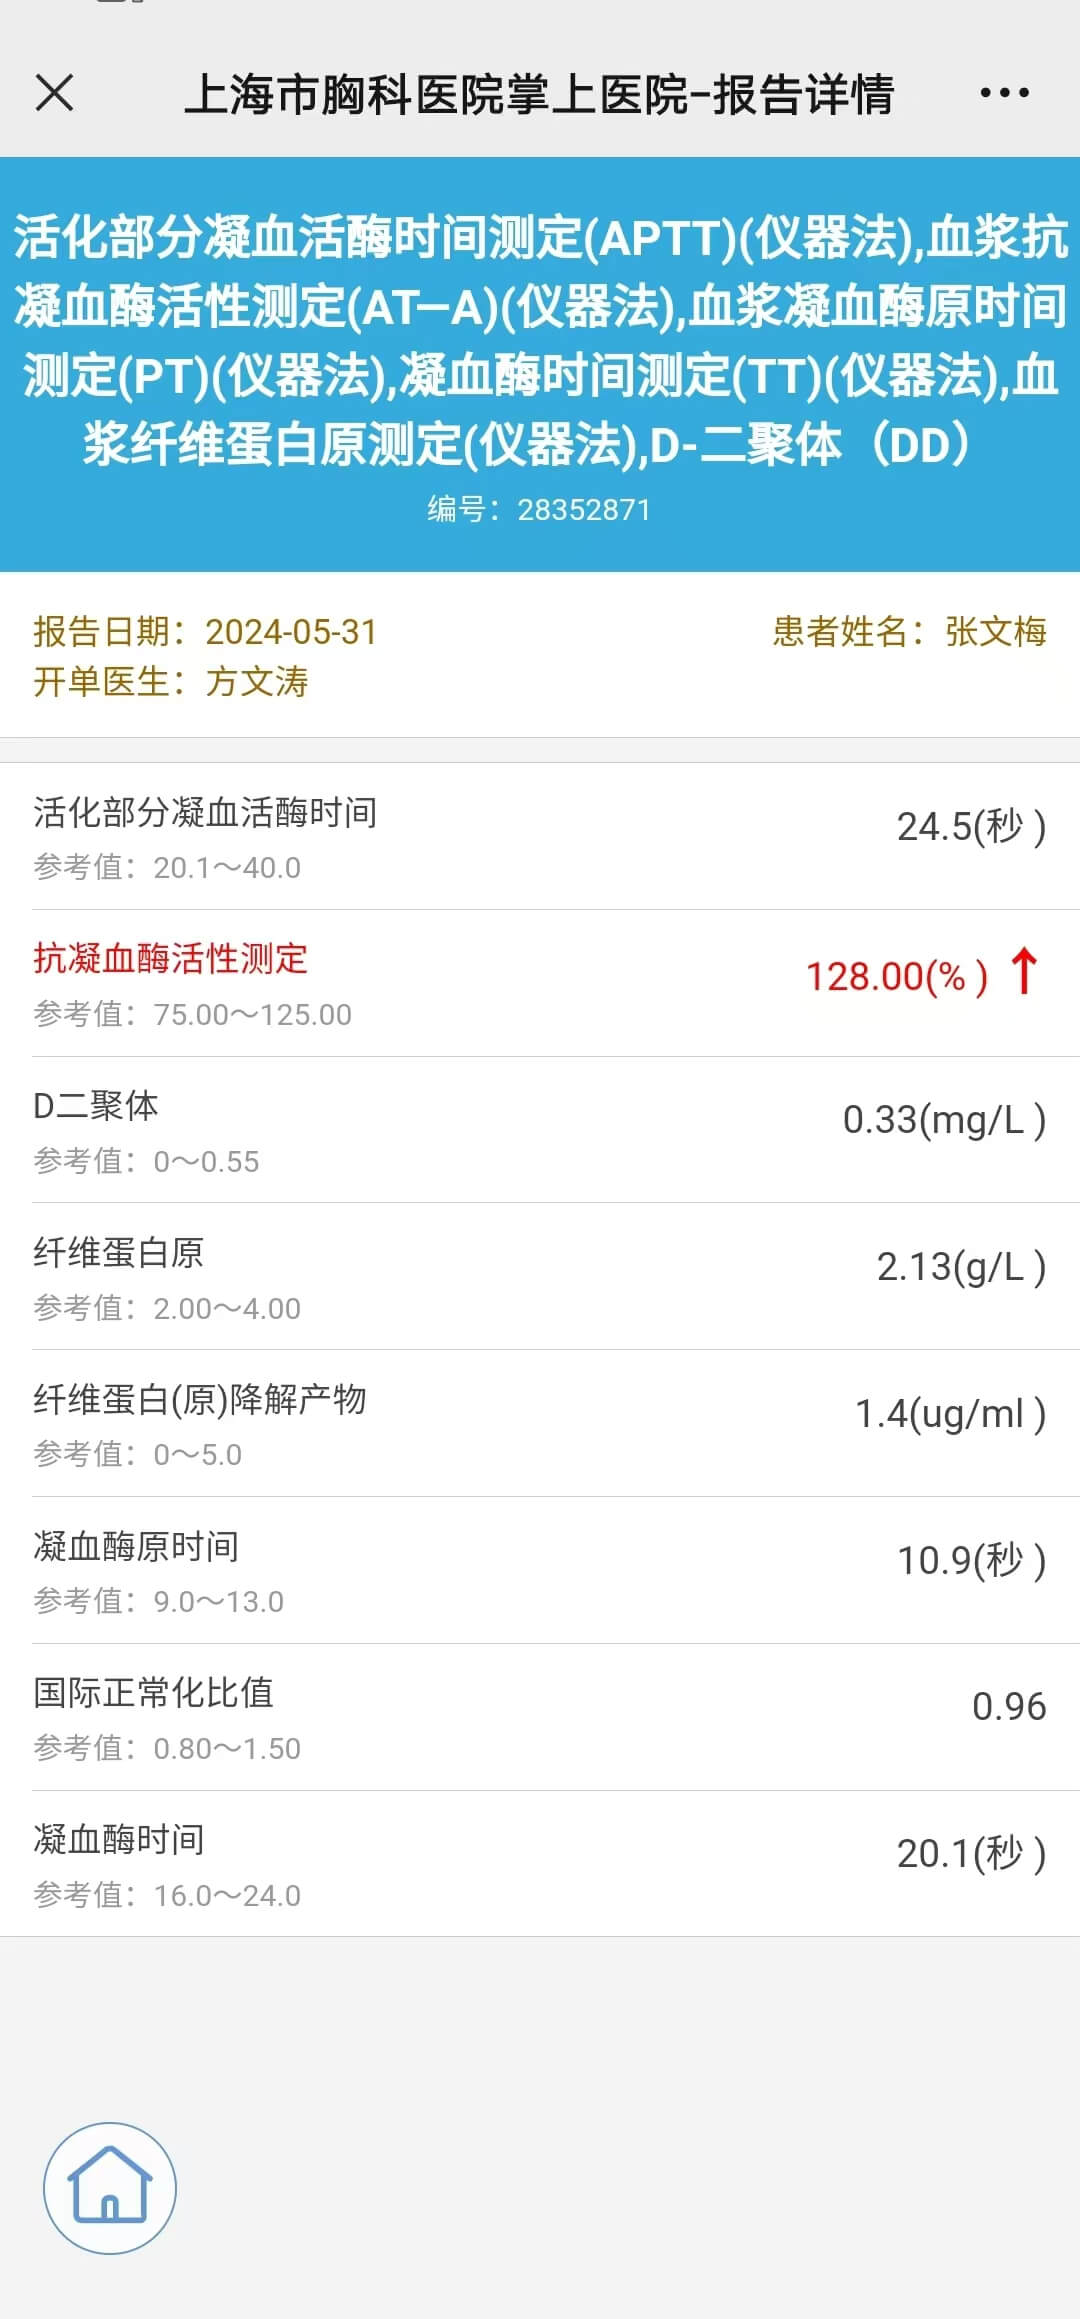 上海市胸科医院掌上医院-报告详情
活化部分凝血活酶时间测定(APTT)(仪器法),血浆抗
凝血酶活性测定(AT—A)(仪器法),血浆凝血酶原时间
测定(PT)(仪器法),凝血酶时间测定(TT)(仪器法),血
浆纤维蛋白原测定(仪器法),D-二聚体（DD）
编号：28352871
报告日期：2024-05-31 患者姓名：张文梅
开单医生：方文涛
活化部分凝血活酶时间 24.5(秒 )
参考值：20.1～40.0
抗凝血酶活性测定 128.00(% ) ↑
参考值：75.00～125.00
D二聚体 0.33(mg/L )
参考值：0～0.55
纤维蛋白原 2.13(g/L )
参考值：2.00～4.00
纤维蛋白(原)降解产物 1.4(ug/ml )
参考值：0～5.0
凝血酶原时间 10.9(秒 )
参考值：9.0～13.0
国际正常化比值 0.96
参考值：0.80～1.50
凝血酶时间 20.1(秒 )
参考值：16.0～24.0